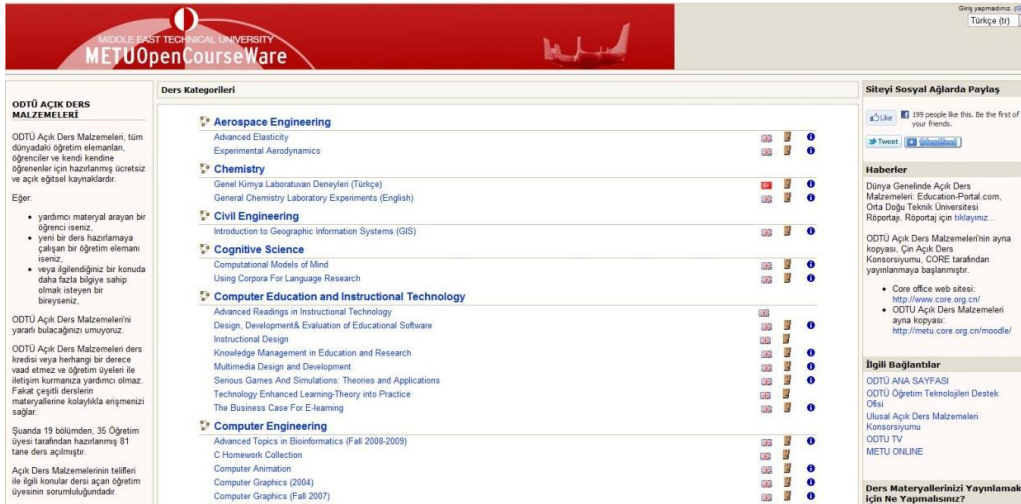 Giriş yapmadınız. (G
Türkçe (tr)
MIDDLE EAST TECHNICAL UNIVERSITY
METUOpenCourseWare
ODTÜ AÇIK DERS
MALZEMELERİ
ODTÜ Açık Ders Malzemeleri, tüm
dünyadaki öğretim elemanları,
öğrenciler ve kendi kendine
öğrenenler için hazırlanmış ücretsiz
ve açık eğitsel kaynaklardır.
Eğer:
yardımcı materyal arayan bir
öğrenci iseniz,
yeni bir ders hazırlamaya
çalışan bir öğretim elemanı
iseniz,
veya ilgilendiğiniz bir konuda
daha fazla bilgiye sahip
olmak isteyen bir
bireyseniz,
ODTÜ Açık Ders Malzemeleri'ni
yararlı bulacağınızı umuyoruz.
ODTÜ Açık Ders Malzemeleri ders
kredisi veya herhangi bir derece
vaad etmez ve öğretim üyeleri ile
iletişim kurmanıza yardımcı olmaz.
Fakat çeşitli derslerin
materyallerine kolaylıkla erişmenizi
sağlar.
Şuanda 19 bölümden, 35 Öğretim
üyesi tarafından hazırlanmış 81
tane ders açılmıştır.
Açık Ders Malzemelerinin telifleri
ile ilgili konular dersi açan öğretim
üyesinin sorumluluğundadır.
Ders Kategorileri
Aerospace Engineering
Advanced Elasticity
Experimental Aerodynamics
Chemistry
Genel Kimya Laboratuvarı Deneyleri (Türkçe)
General Chemistry Laboratory Experiments (English)
Civil Engineering
Introduction to Geographic Information Systems (GIS)
Cognitive Science
Computational Models of Mind
Using Corpora For Language Research
Computer Education and Instructional Technology
Advanced Readings in Instructional Technology
Design, Development& Evaluation of Educational Software
Instructional Design
Knowledge Management in Education and Research
Multimedia Design and Development
Serious Games And Simulations: Theories and Applications
Technology Enhanced Learning-Theory into Practice
The Business Case For E-learning
Computer Engineering
Advanced Topics in Bioinformatics (Fall 2008-2009)
C Homework Collection
Computer Animation
Computer Graphics (2004)
Computer Graphics (Fall 2007)
Siteyi Sosyal Ağlarda Paylaş
Like
199 people like this. Be the first of
your friends.
Tweet
Haberler
Dünya Genelinde Açık Ders
Malzemeleri: Education-Portal.com,
Orta Doğu Teknik Üniversitesi
Röportajı. Röportaj için tıklayınız...
ODTÜ Açık Ders Malzemeleri'nin ayna
kopyası, Çin Açık Ders
Konsorsiyumu, CORE tarafından
yayınlanmaya başlanmıştır.
Core office web sitesi:
http://www.core.org.cn/
ODTU Açık Ders Malzemeleri
ayna kopyası:
http://metu.core.org.cn/moodle/
İlgili Bağlantılar
ODTÜ ANA SAYFASI
ODTÜ Öğretim Teknolojileri Destek
Ofisi
Ulusal Açık Ders Malzemeleri
Konsorsiyumu
ODTU TV
METU ONLINE
Ders Materyallerinizi Yayınlamak
için Ne Yapmalısınız?